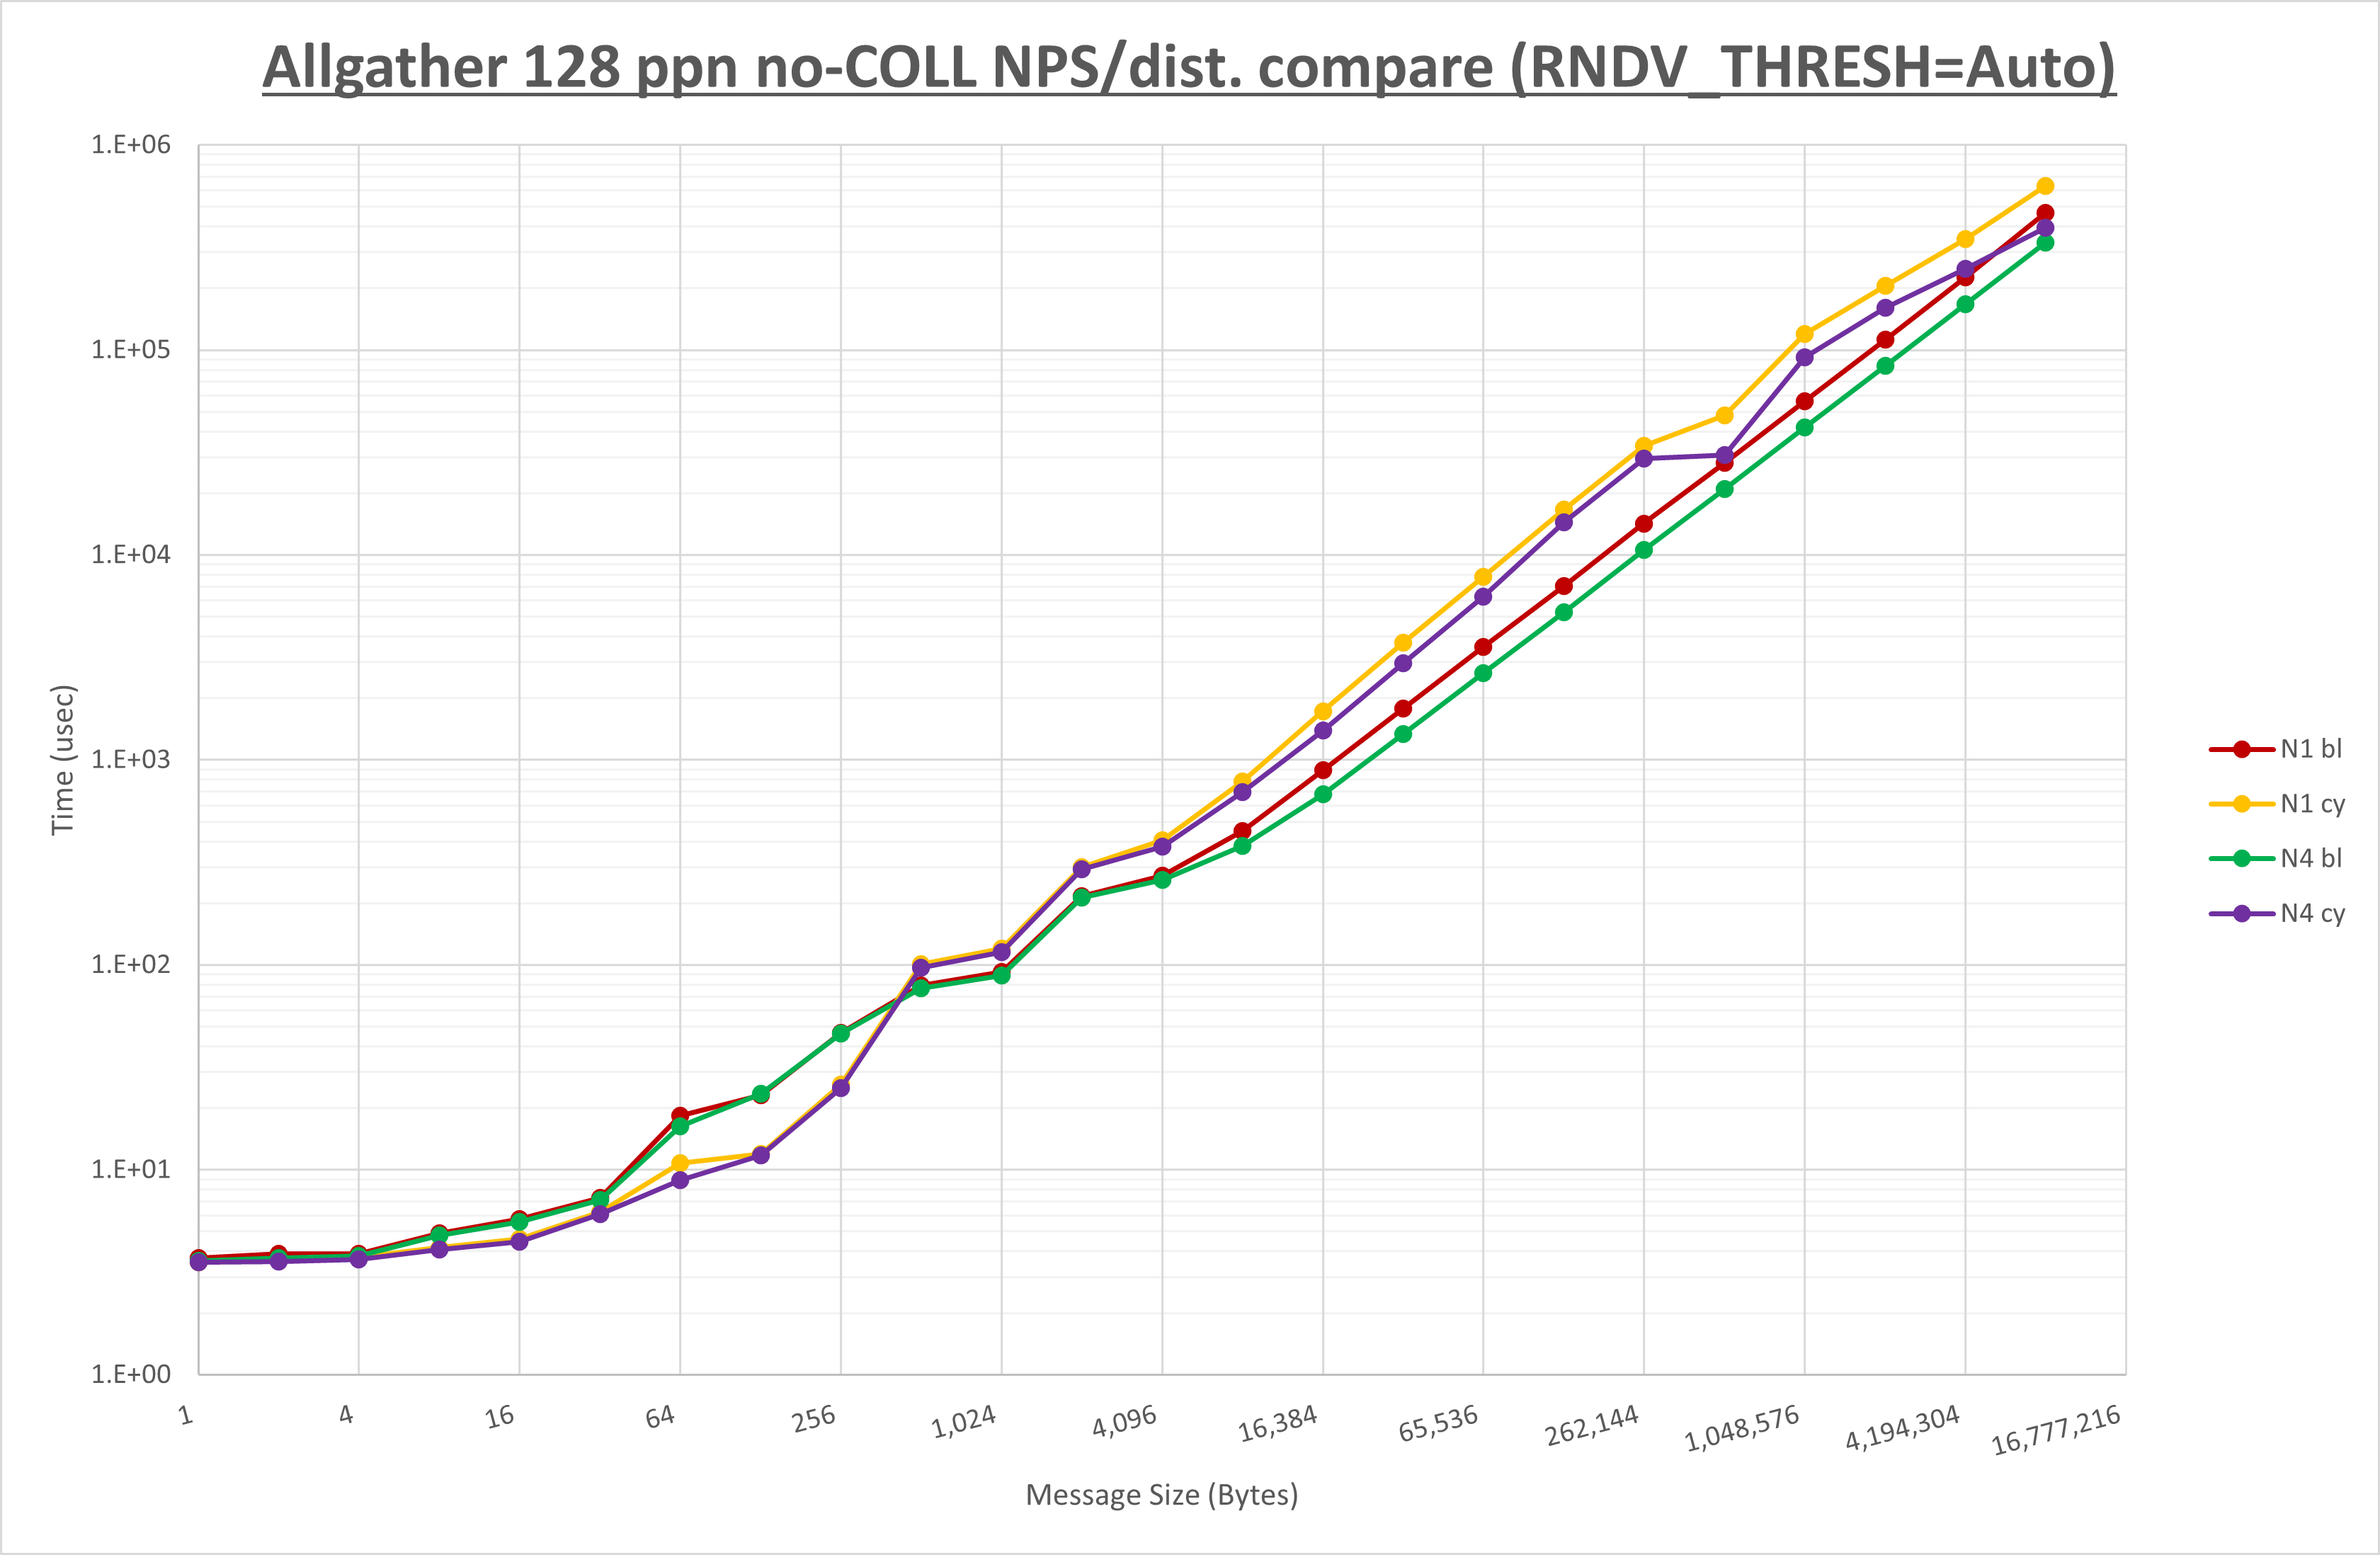 Allgather 128 ppn no-COLL NPS/dist. compare (RNDV_THRESH=Auto)
1.E+06
1.E+05
1.E+04
1.E+03
1.E+02
1.E+01
1.E+00
Time (usec)
1
4
16
64
256
1,024
4,096
16,384
65,536
262,144
1,048,576
4,194,304
16,777,216
Message Size (Bytes)
N1 bl
N1 cy
N4 bl
N4 cy